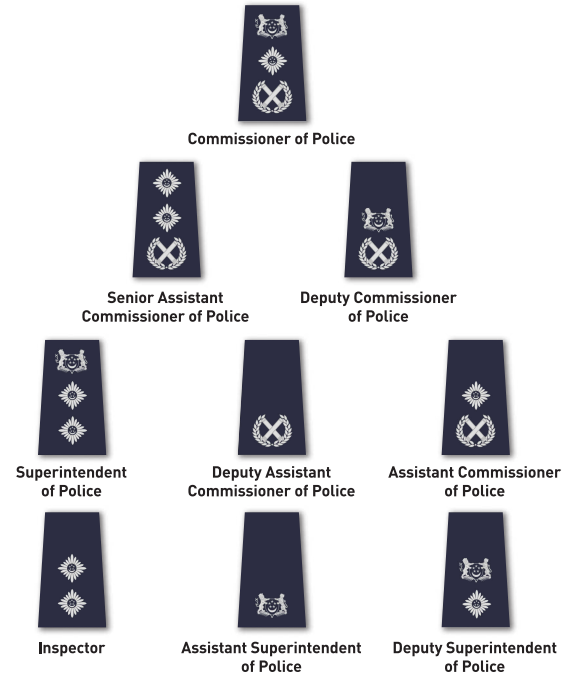 Commissioner of Police
Senior Assistant
Commissioner of Police
Deputy Commissioner
of Police
Superintendent
of Police
Deputy Assistant
Commissioner of Police
Assistant Commissioner
of Police
Inspector
Assistant Superintendent
of Police
Deputy Superintendent
of Police